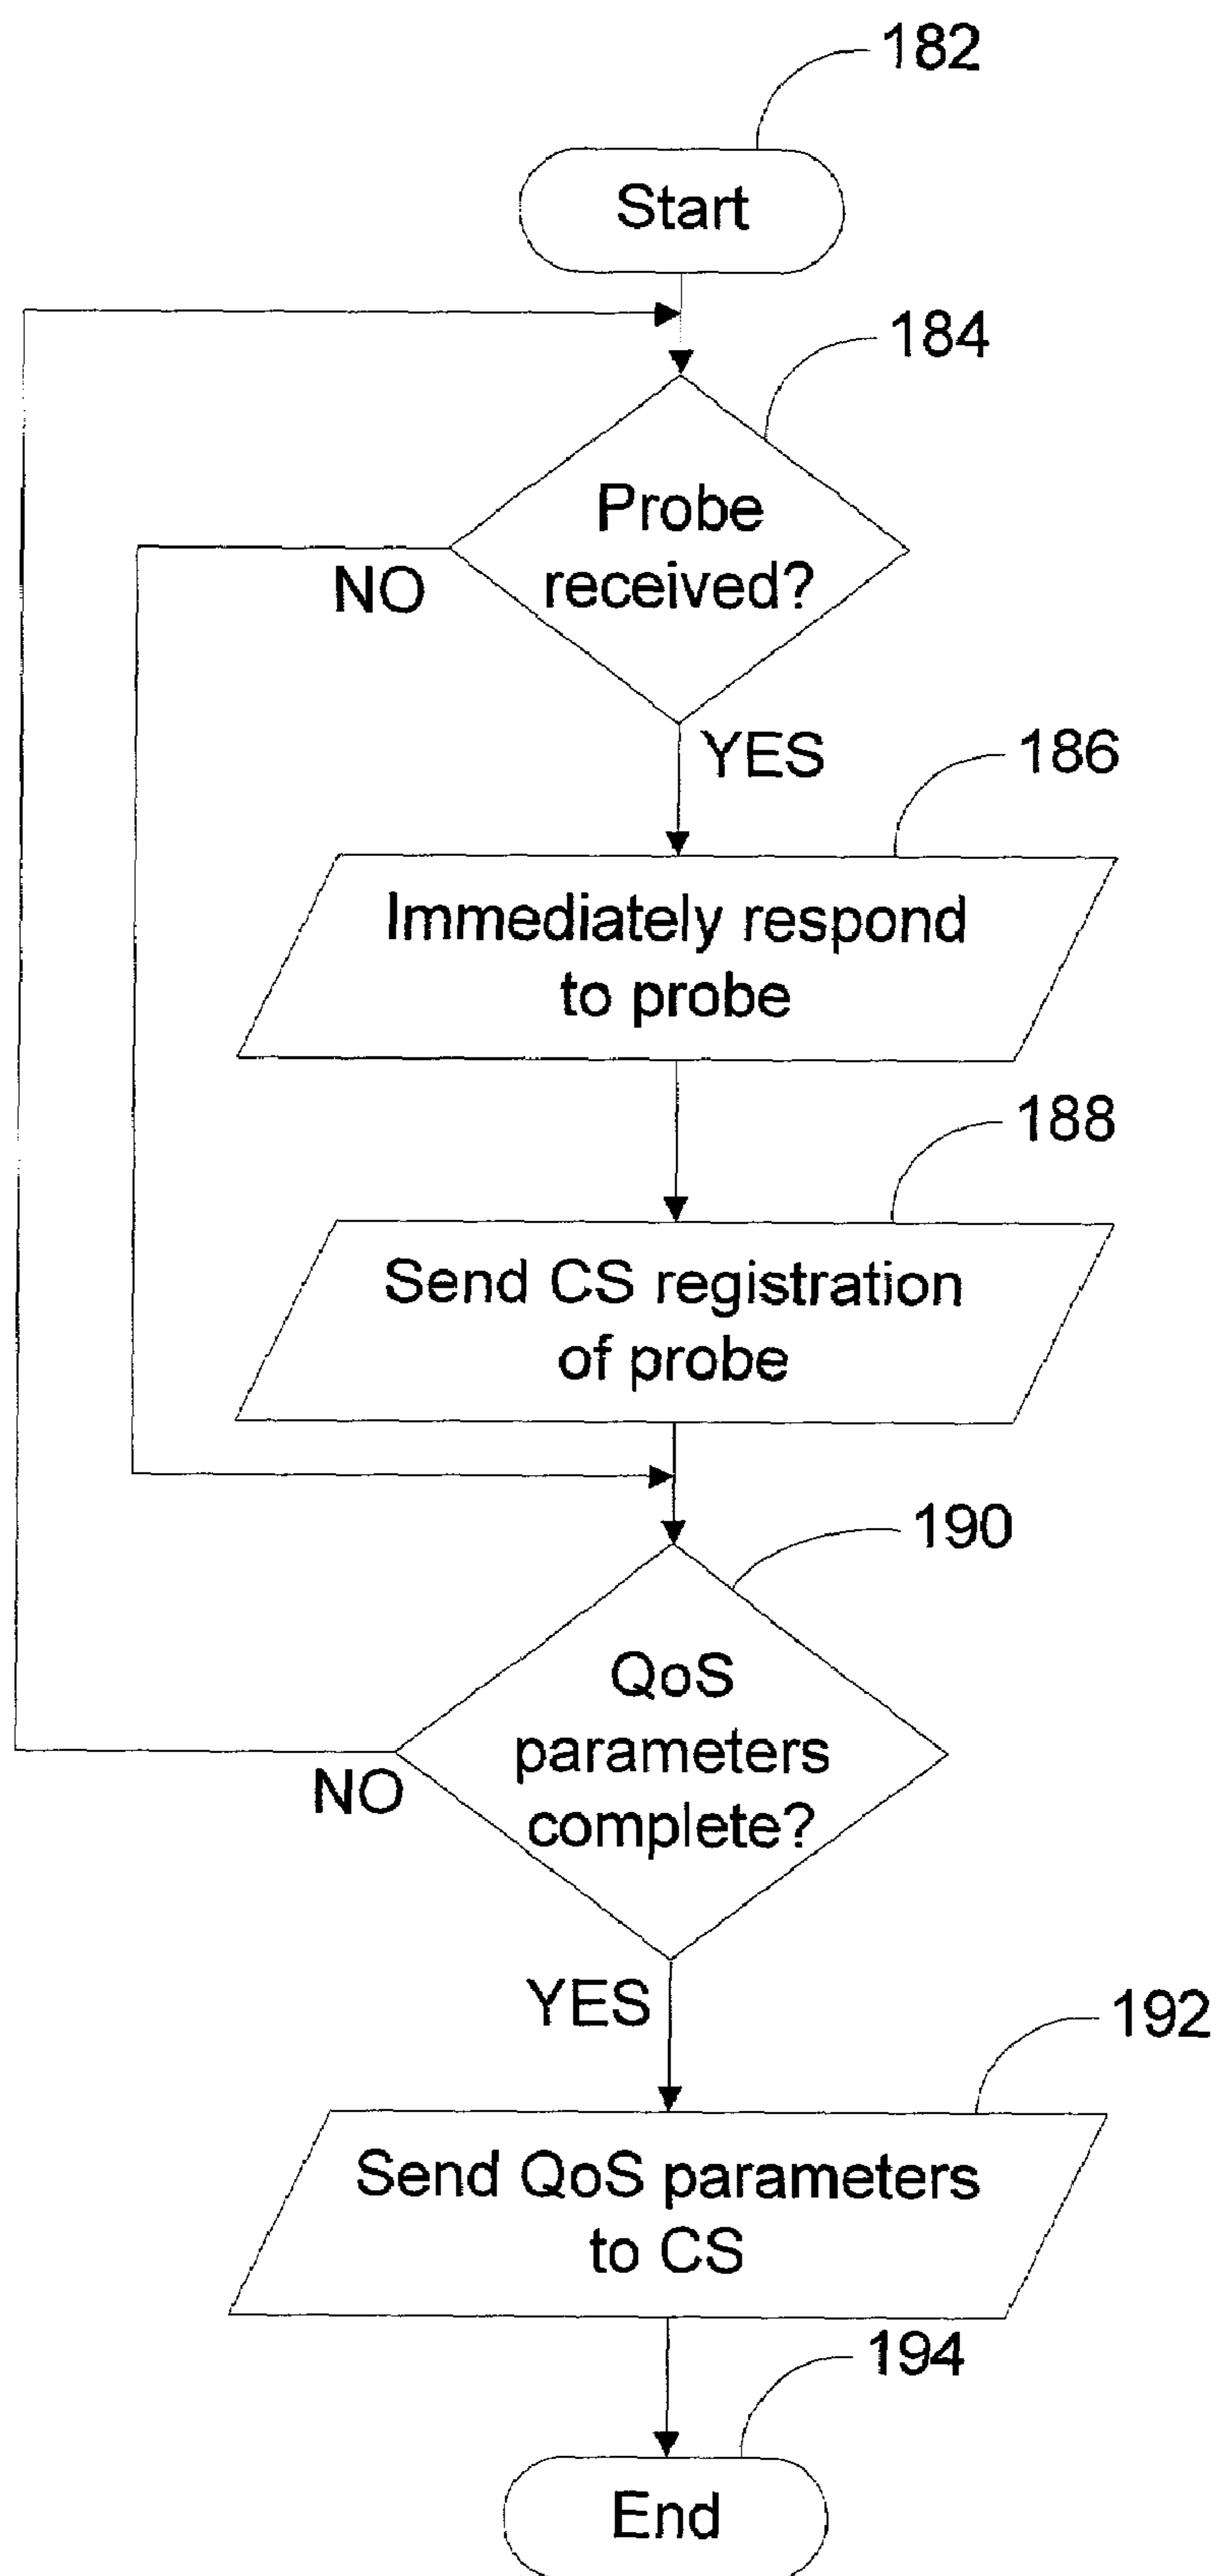 182
Start
184
Probe
received?
NO
YES
186
Immediately respond
to probe
188
Send CS registration
of probe
190
QoS
parameters
complete?
NO
YES
192
Send QoS parameters
to CS
194
End